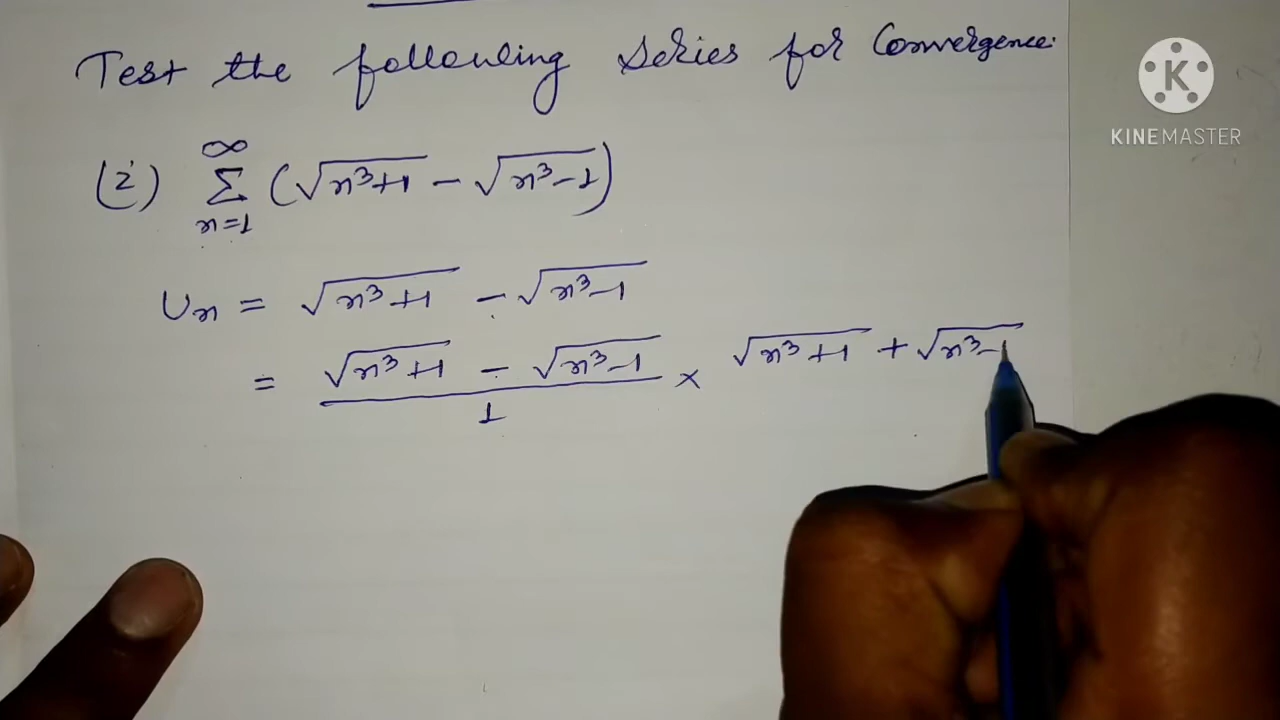 Test the following series for Convergence.
(2) ∞ Σ n=1 (√n³+1 − √n³−1)
Un = √n³+1 − √n³−1
= √n³+1 − √n³−1 / 1 × √n³+1 + √n³−1
K
KINEMASTER